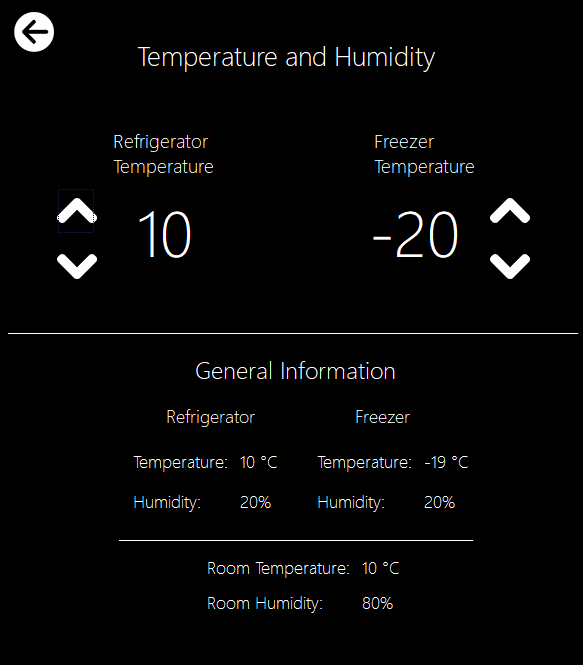 Temperature and Humidity
Refrigerator
Temperature
Freezer
Temperature
10
-20
General Information
Refrigerator Freezer
Temperature: 10 °C Temperature: -19 °C
Humidity: 20% Humidity: 20%
Room Temperature: 10 °C
Room Humidity: 80%